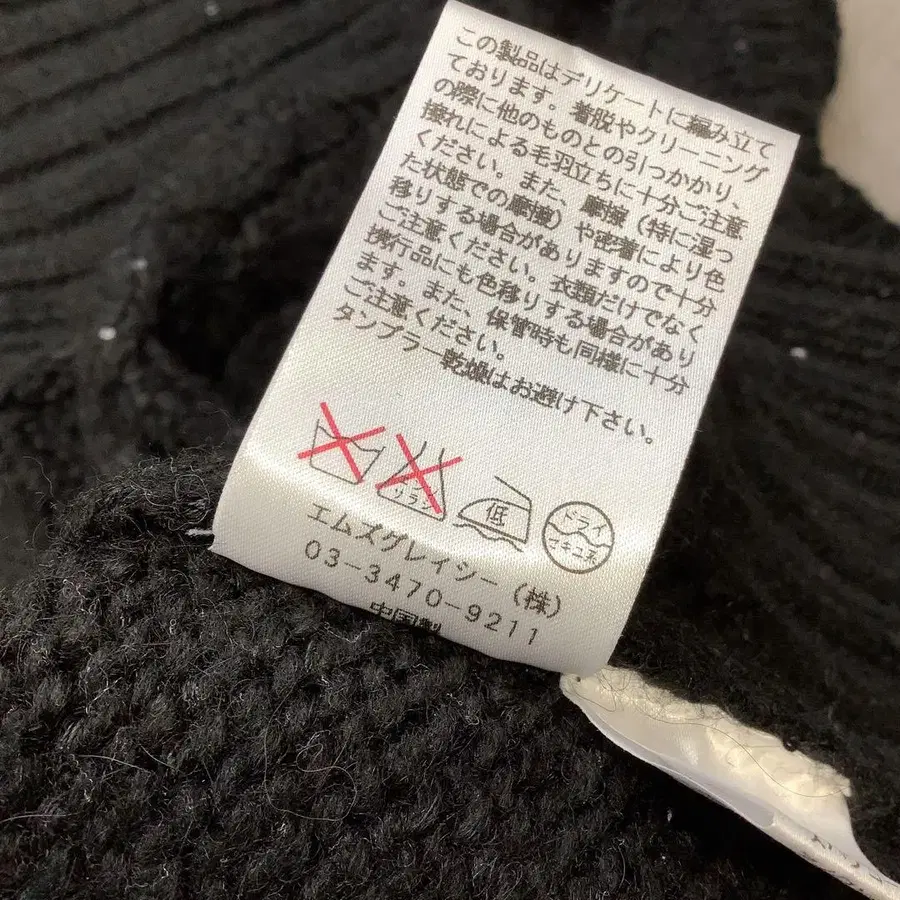 この製品はデリケートに編み立て
ております。着脱やクリーニング
の際に他のものとの引っかかり、
擦れによる毛羽立ちに十分ご注意
ください。また、摩擦（特に湿っ
た状態での摩擦）や密着により色
移りする場合がありますので十分
ご注意ください。衣類だけでなく
携行品にも色移りする場合があり
ます。また、保管時も同様に十分
ご注意ください。
タンブラー乾燥はお避け下さい。
エンソ
サラシ
低
ドライ
セキユ系
エムズグレイシー（株）
03-3470-9211
中国製